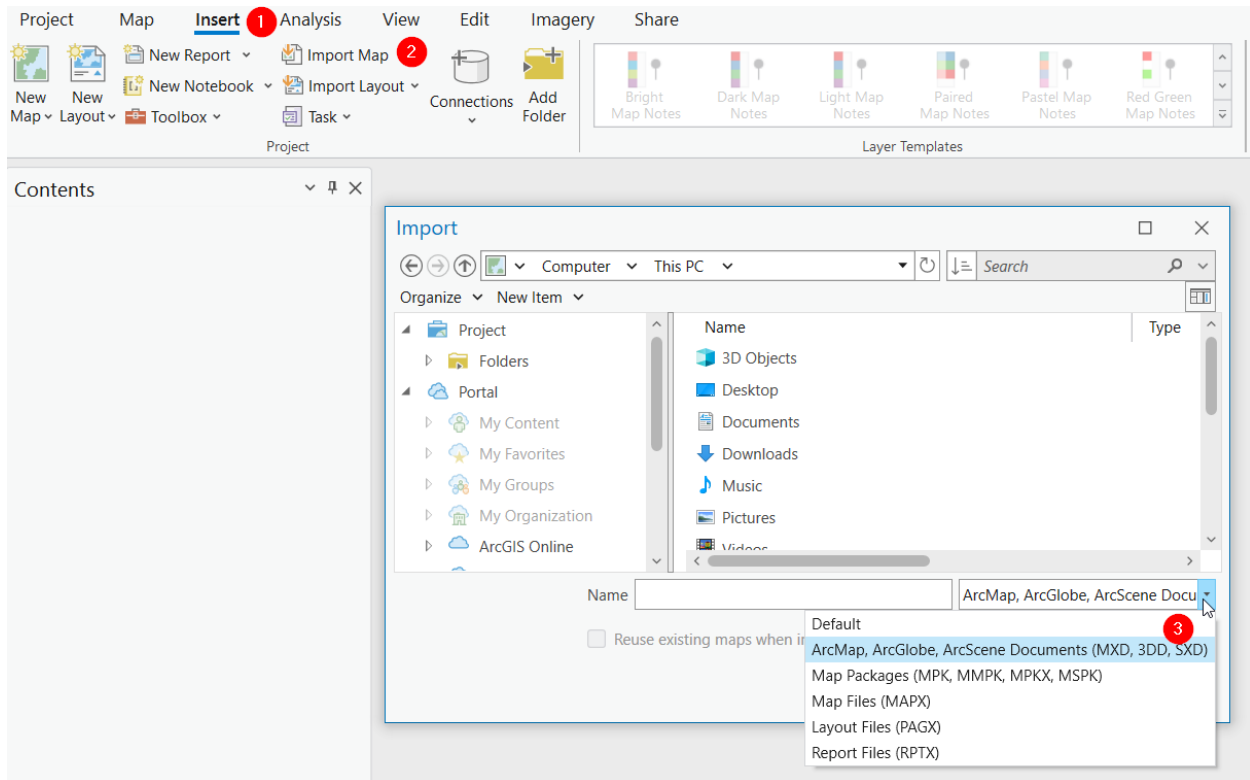 Project Map Insert 1 Analysis View Edit Imagery Share
New Report Import Map 2
New Notebook Import Layout
Toolbox Task
New Map
New Layout
Connections
Add Folder
Bright Map Notes
Dark Map Notes
Light Map Notes
Paired Map Notes
Pastel Map Notes
Red Green Map Notes
Project
Layer Templates
Contents
Import
Computer This PC
Search
Organize New Item
Project
Folders
Portal
My Content
My Favorites
My Groups
My Organization
ArcGIS Online
Name Type
3D Objects
Desktop
Documents
Downloads
Music
Pictures
Videos
Name
ArcMap, ArcGlobe, ArcScene Docu
Reuse existing maps when i
Default
3
ArcMap, ArcGlobe, ArcScene Documents (MXD, 3DD, SXD)
Map Packages (MPK, MMPK, MPKX, MSPK)
Map Files (MAPX)
Layout Files (PAGX)
Report Files (RPTX)